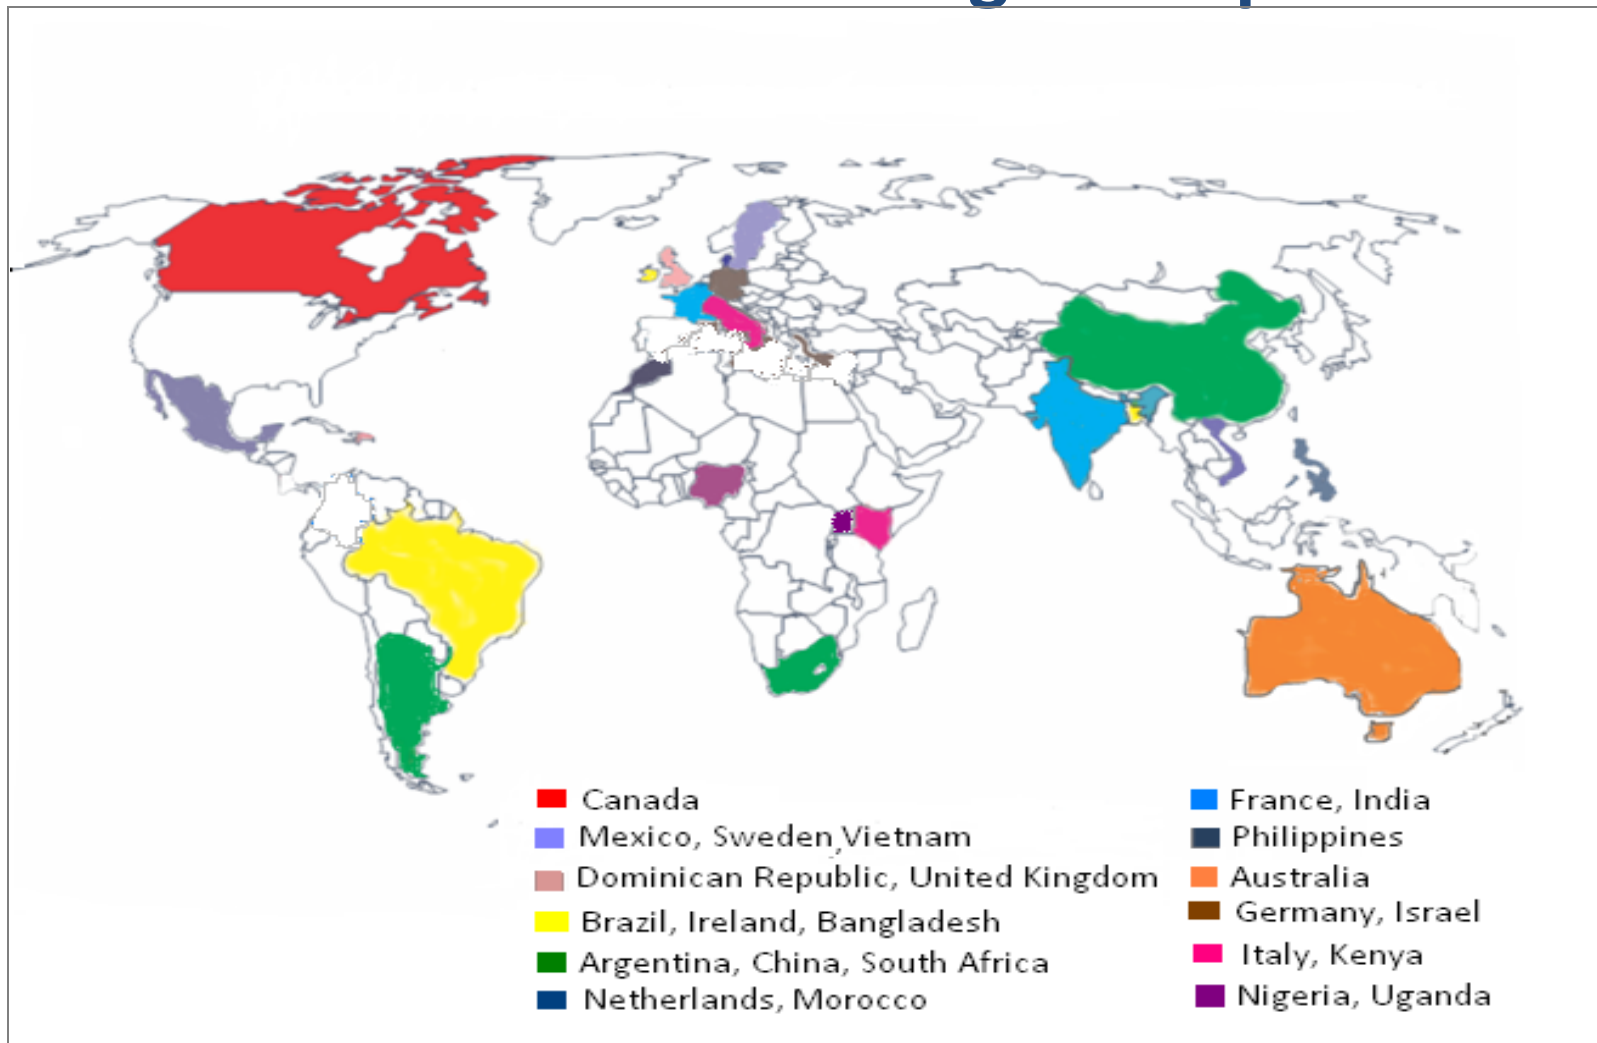 Canada
Mexico, Sweden,Vietnam
Dominican Republic, United Kingdom
Brazil, Ireland, Bangladesh
Argentina, China, South Africa
Netherlands, Morocco
France, India
Philippines
Australia
Germany, Israel
Italy, Kenya
Nigeria, Uganda